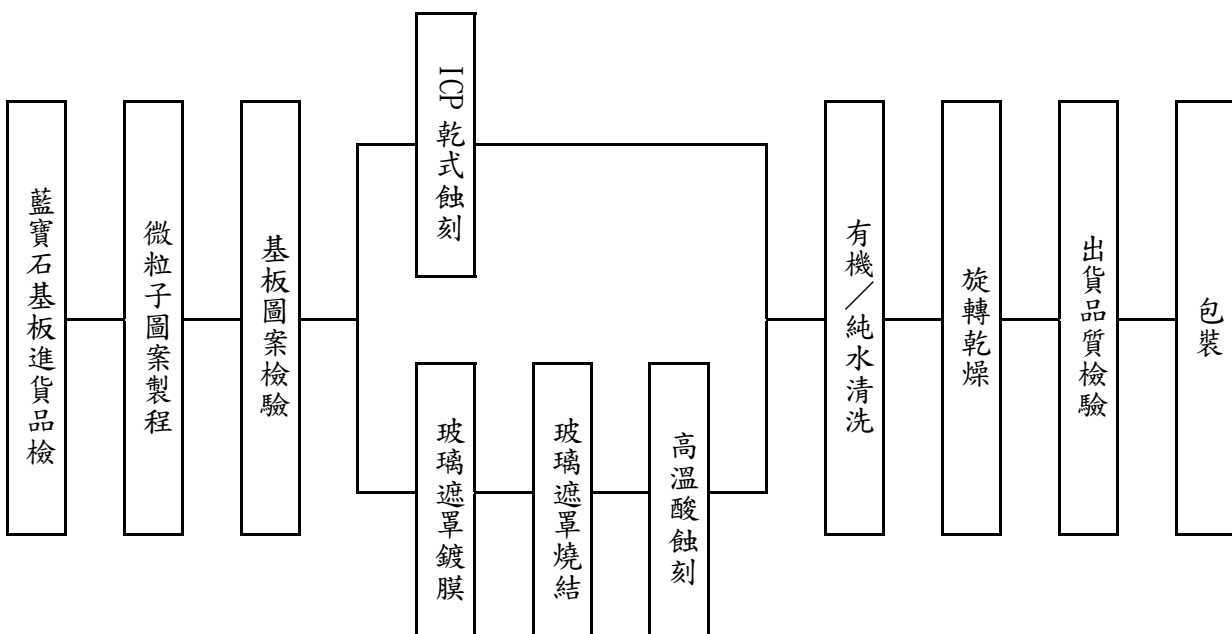 藍寶石基板進貨品檢
微粒子圖案製程
基板圖案檢驗
ICP 乾式蝕刻
玻璃遮罩鍍膜
玻璃遮罩燒結
高溫酸蝕刻
有機／純水清洗
旋轉乾燥
出貨品質檢驗
包裝